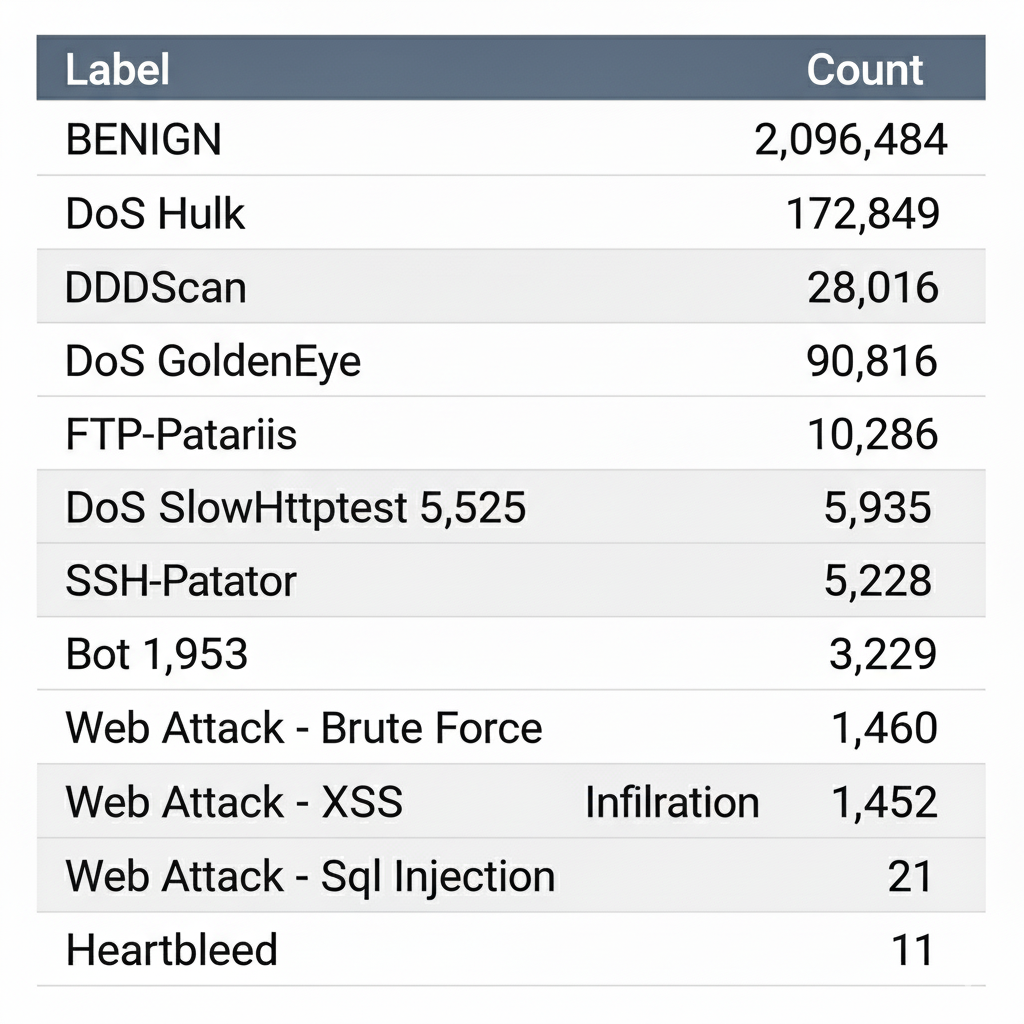 Label Count
BENIGN 2,096,484
DoS Hulk 172,849
DDDScan 28,016
DoS GoldenEye 90,816
FTP-Patariis 10,286
DoS SlowHttptest 5,525 5,935
SSH-Patator 5,228
Bot 1,953 3,229
Web Attack - Brute Force 1,460
Web Attack - XSS Infilration 1,452
Web Attack - Sql Injection 21
Heartbleed 11